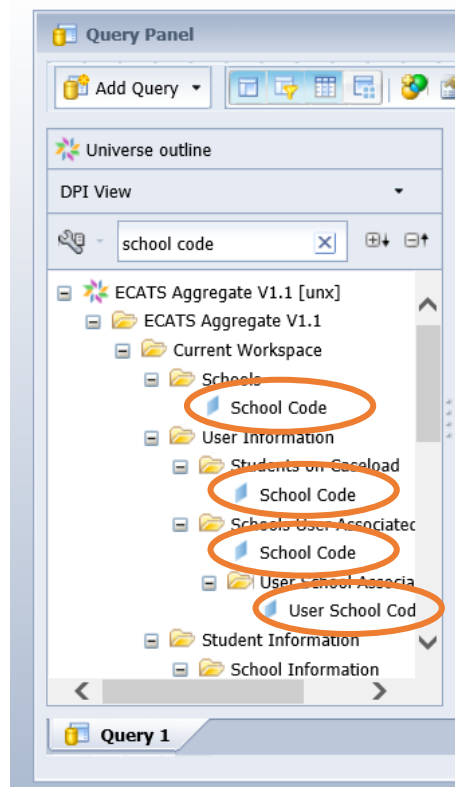 Query Panel
Add Query
Universe outline
DPI View
school code
ECATS Aggregate V1.1 [unx]
ECATS Aggregate V1.1
Current Workspace
Schools
School Code
User Information
Students on Caseload
School Code
Schools User Associatec
School Code
User School Associa
User School Cod
Student Information
School Information
Query 1